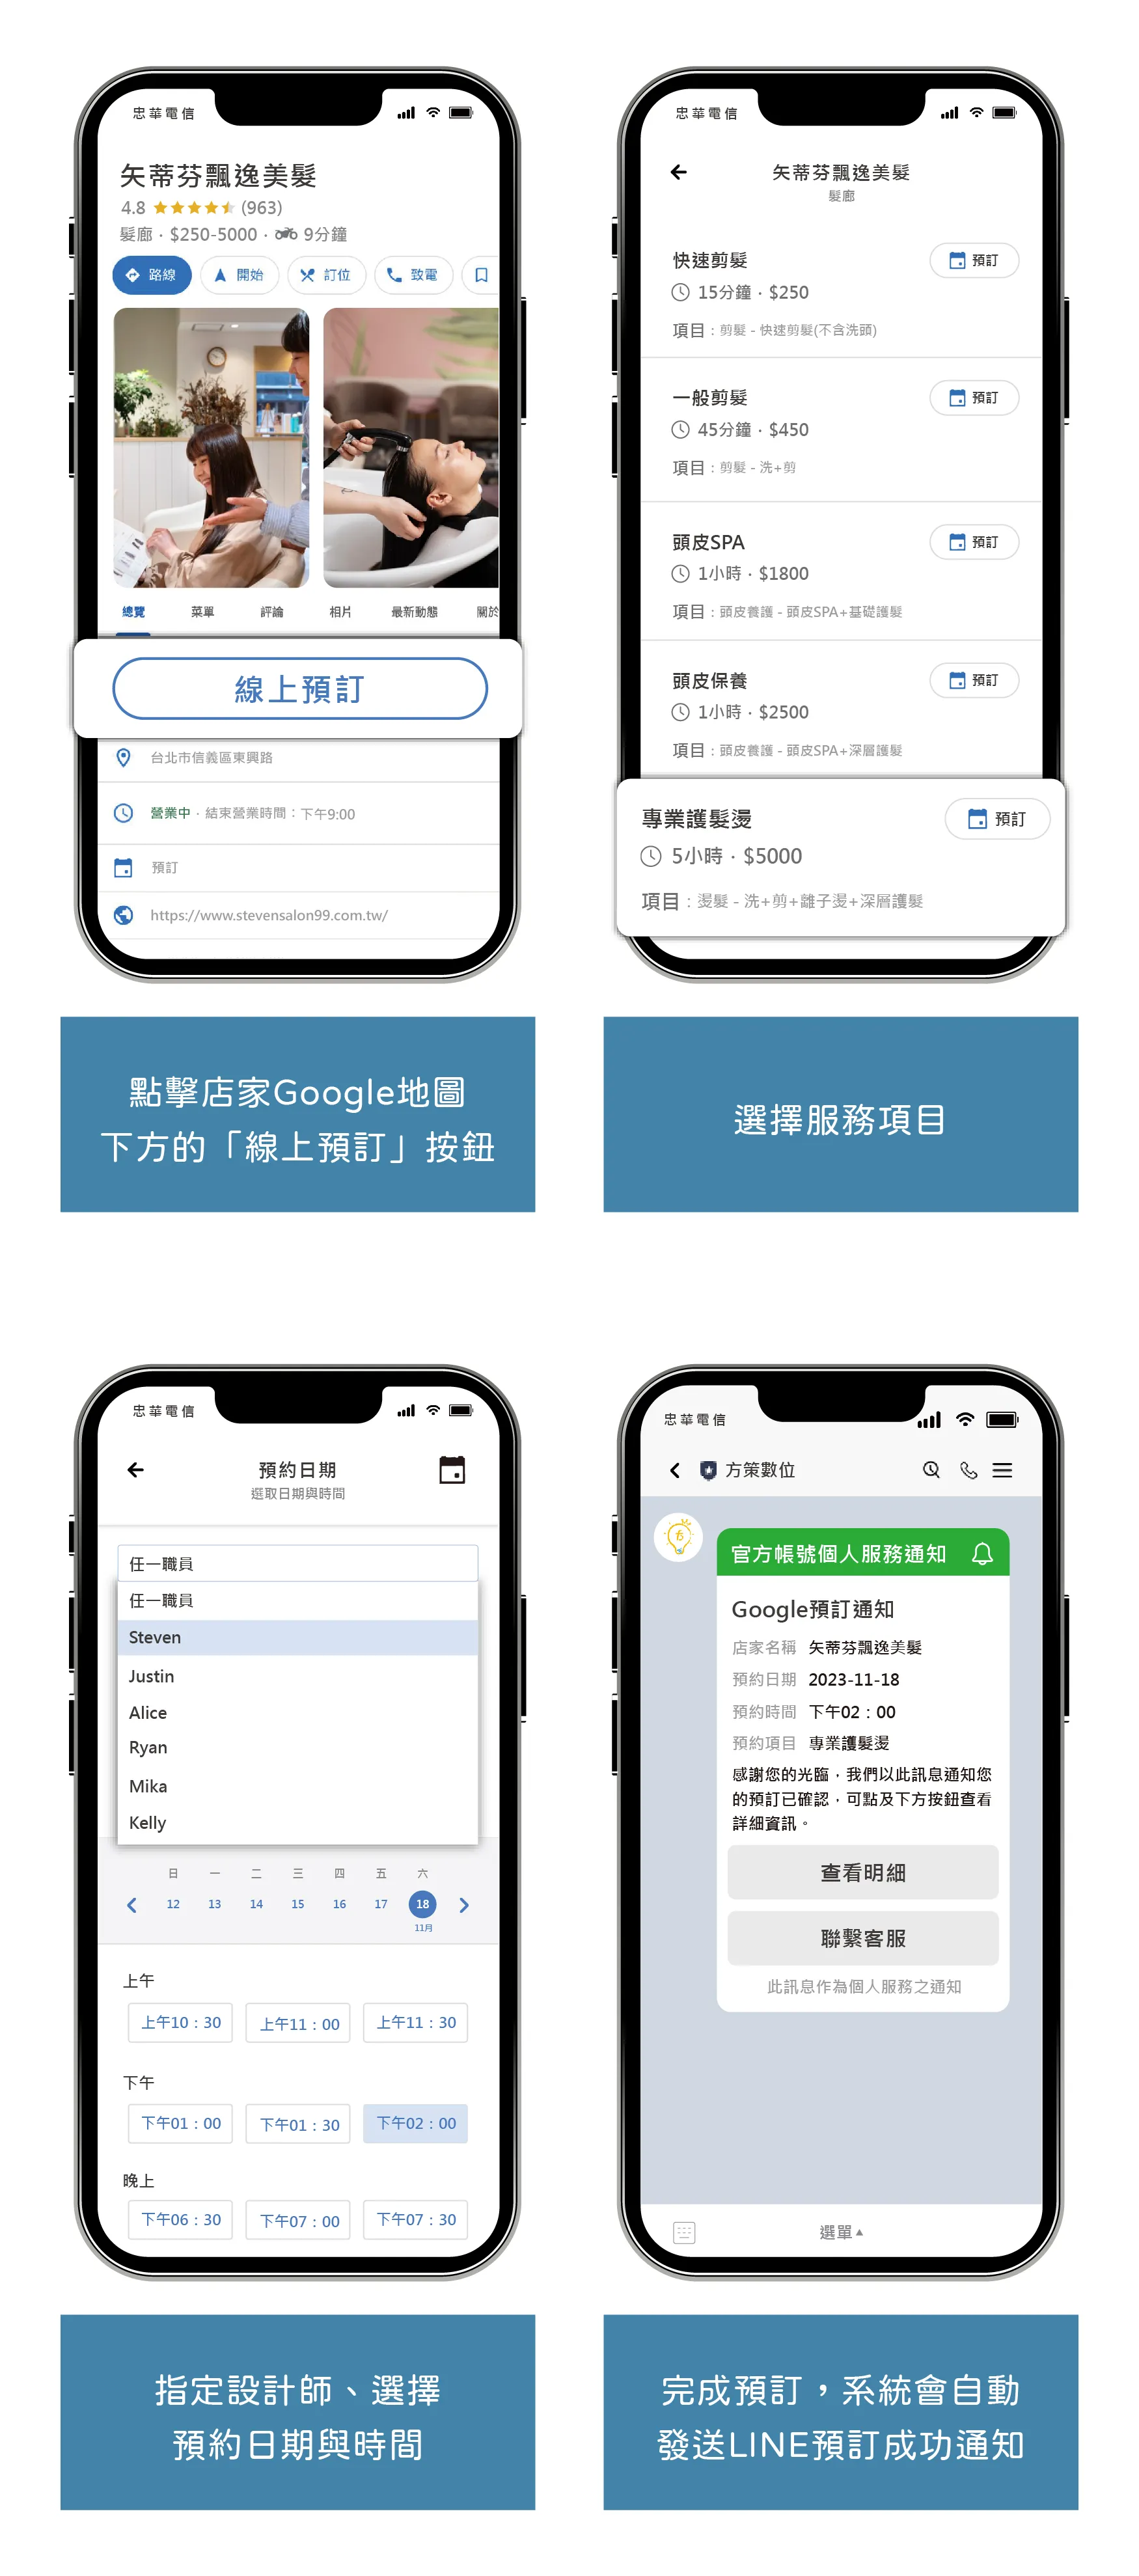 忠華電信
矢蒂芬飄逸美髮
4.8 (963)
髮廊 · $250-5000 · 9分鐘
路線 開始 訂位 致電
總覽 菜單 評論 相片 最新動態 關於
線上預訂
台北市信義區東興路
營業中 · 結束營業時間：下午9:00
預訂
https://www.stevensalon99.com.tw/
點擊店家Google地圖
下方的「線上預訂」按鈕
忠華電信
矢蒂芬飄逸美髮
髮廊
快速剪髮 預訂
15分鐘 · $250
項目：剪髮 - 快速剪髮(不含洗頭)
一般剪髮 預訂
45分鐘 · $450
項目：剪髮 - 洗+剪
頭皮SPA 預訂
1小時 · $1800
項目：頭皮養護 - 頭皮SPA+基礎護髮
頭皮保養 預訂
1小時 · $2500
項目：頭皮養護 - 頭皮SPA+深層護髮
專業護髮燙 預訂
5小時 · $5000
項目：燙髮 - 洗+剪+離子燙+深層護髮
選擇服務項目
忠華電信
預約日期
選取日期與時間
任一職員
任一職員
Steven
Justin
Alice
Ryan
Mika
Kelly
日 一 二 三 四 五 六
12 13 14 15 16 17 18
11月
上午
上午10：30 上午11：00 上午11：30
下午
下午01：00 下午01：30 下午02：00
晚上
下午06：30 下午07：00 下午07：30
指定設計師、選擇
預約日期與時間
忠華電信
方策數位
官方帳號個人服務通知
Google預訂通知
店家名稱 矢蒂芬飄逸美髮
預約日期 2023-11-18
預約時間 下午02：00
預約項目 專業護髮燙
感謝您的光臨，我們以此訊息通知您
的預訂已確認，可點及下方按鈕查看
詳細資訊。
查看明細
聯繫客服
此訊息作為個人服務之通知
選單▲
完成預訂，系統會自動
發送LINE預訂成功通知